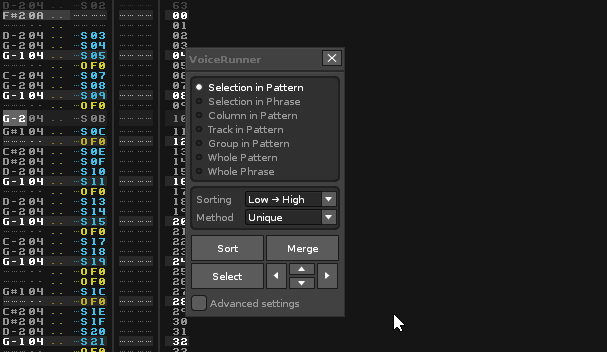 D-204 .. S02 63
F#20A .. 00
01
D-204 .. S03 02
G-204 .. S04 03
G-104 .. S05 04
0F0
C-204 .. S07
G-204 .. S08
G-104 .. S09 08
0F0
G-204 .. S0B 10
G#104 .. S0C 11
0F0 12
C#204 .. S0E 13
D#204 .. S0F 14
D-204 .. S10 15
G-104 .. S11 16
0F0 17
D-204 .. S13 18
G-204 .. S14 19
G-104 .. S15 20
0F0 21
C-204 .. S17 22
G-204 .. S18 23
G-104 .. S19 24
0F0 25
0F0 26
G#104 .. S1C 27
0F0 28
C#204 .. S1E 29
D#204 .. S1F 30
D-204 .. S20 31
G-104 .. S21 32
0F0
VoiceRunner
Selection in Pattern
Selection in Phrase
Column in Pattern
Track in Pattern
Group in Pattern
Whole Pattern
Whole Phrase
Sorting Low → High
Method Unique
Sort Merge
Select
Advanced settings